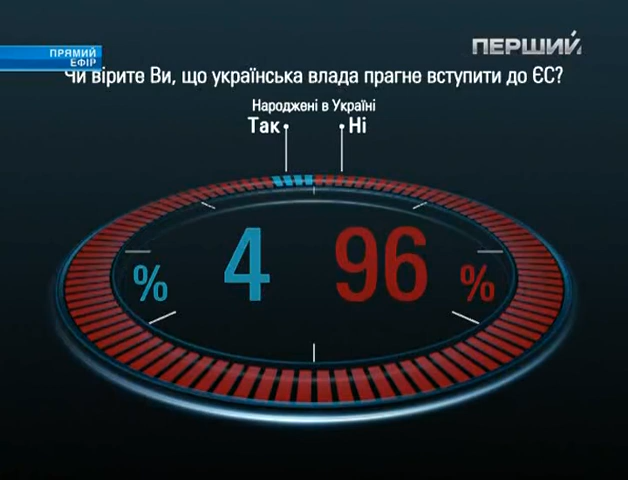 ПРЯМИЙ
ЕФІР
ПЕРШИЙ
Чи вірите Ви, що українська влада прагне вступити до ЄС?
Народжені в Україні
Так
Ні
% 4 96 %